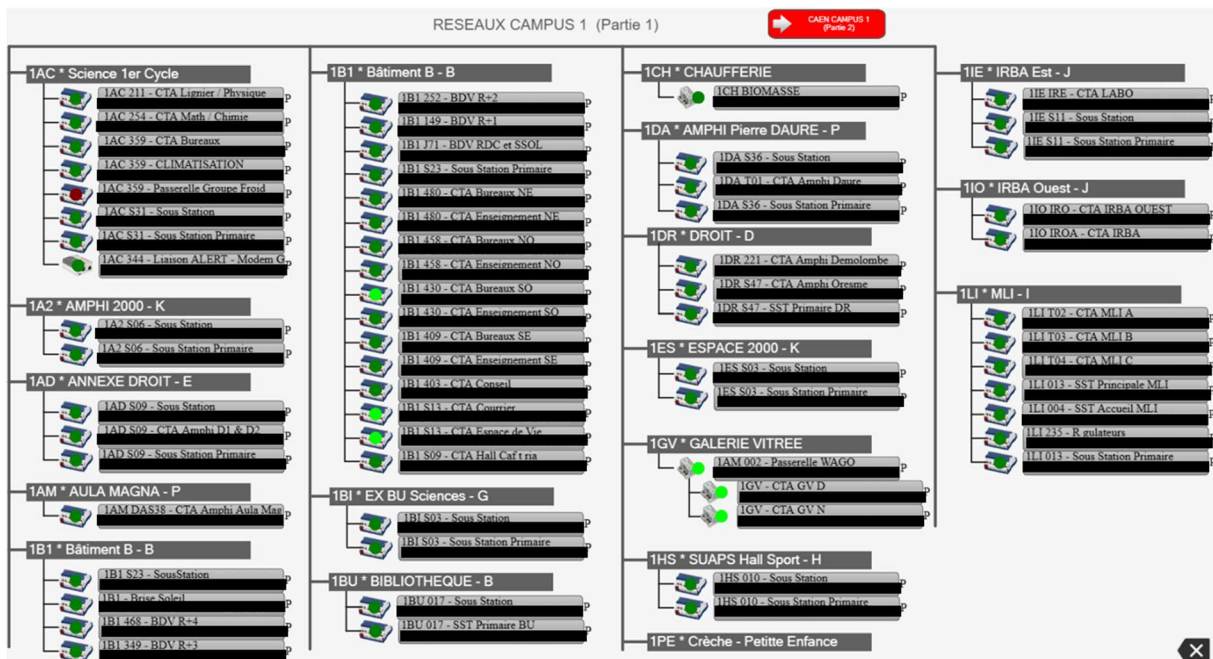 RESEAUX CAMPUS 1 (Partie 1)
CAEN CAMPUS 1
(Partie 2)
1AC * Science 1er Cycle
1AC 211 - CTA Lignier / Physique
P
1AC 254 - CTA Math / Chimie
P
1AC 359 - CTA Bureaux
P
1AC 359 - CLIMATISATION
P
1AC 359 - Passerelle Groupe Froid
P
1AC S31 - Sous Station
P
1AC S31 - Sous Station Primaire
P
1AC 344 - Liaison ALERT - Modem G
P
1A2 * AMPHI 2000 - K
1A2 S06 - Sous Station
P
1A2 S06 - Sous Station Primaire
P
1AD * ANNEXE DROIT - E
1AD S09 - Sous Station
P
1AD S09 - CTA Amphi D1 & D2
P
1AD S09 - Sous Station Primaire
P
1AM * AULA MAGNA - P
1AM DAS38 - CTA Amphi Aula Mag
P
1B1 * Bâtiment B - B
1B1 S23 - SousStation
P
1B1 - Brise Soleil
P
1B1 468 - BDV R+4
P
1B1 349 - BDV R+3
P
1B1 * Bâtiment B - B
1B1 252 - BDV R+2
P
1B1 149 - BDV R+1
P
1B1 J71 - BDV RDC et SSOL
P
1B1 S23 - Sous Station Primaire
P
1B1 480 - CTA Bureaux NE
P
1B1 480 - CTA Enseignement NE
P
1B1 458 - CTA Bureaux NO
P
1B1 458 - CTA Enseignement NO
P
1B1 430 - CTA Bureaux SO
P
1B1 430 - CTA Enseignement SO
P
1B1 409 - CTA Bureaux SE
P
1B1 409 - CTA Enseignement SE
P
1B1 403 - CTA Conseil
P
1B1 S13 - CTA Courrier
P
1B1 S13 - CTA Espace de Vie
P
1B1 S09 - CTA Hall Caf t ria
P
1BI * EX BU Sciences - G
1BI S03 - Sous Station
P
1BI S03 - Sous Station Primaire
P
1BU * BIBLIOTHEQUE - B
1BU 017 - Sous Station
P
1BU 017 - SST Primaire BU
P
1CH * CHAUFFERIE
1CH BIOMASSE
P
1DA * AMPHI Pierre DAURE - P
1DA S36 - Sous Station
P
1DA T01 - CTA Amphi Daure
P
1DA S36 - Sous Station Primaire
P
1DR * DROIT - D
1DR 221 - CTA Amphi Demolombe
P
1DR S47 - CTA Amphi Oresme
P
1DR S47 - SST Primaire DR
P
1ES * ESPACE 2000 - K
1ES S03 - Sous Station
P
1ES S03 - Sous Station Primaire
P
1GV * GALERIE VITREE
1AM 002 - Passerelle WAGO
P
1GV - CTA GV D
P
1GV - CTA GV N
P
1HS * SUAPS Hall Sport - H
1HS 010 - Sous Station
P
1HS 010 - Sous Station Primaire
P
1PE * Crèche - Petitte Enfance
1IE * IRBA Est - J
1IE IRE - CTA LABO
P
1IE S11 - Sous Station
P
1IE S11 - Sous Station Primaire
P
1IO * IRBA Ouest - J
1IO IRO - CTA IRBA OUEST
P
1IO IROA - CTA IRBA
P
1LI * MLI - I
1LI T02 - CTA MLI A
P
1LI T03 - CTA MLI B
P
1LI T04 - CTA MLI C
P
1LI 013 - SST Principale MLI
P
1LI 004 - SST Accueil MLI
P
1LI 235 - R gulateurs
P
1LI 013 - Sous Station Primaire
P